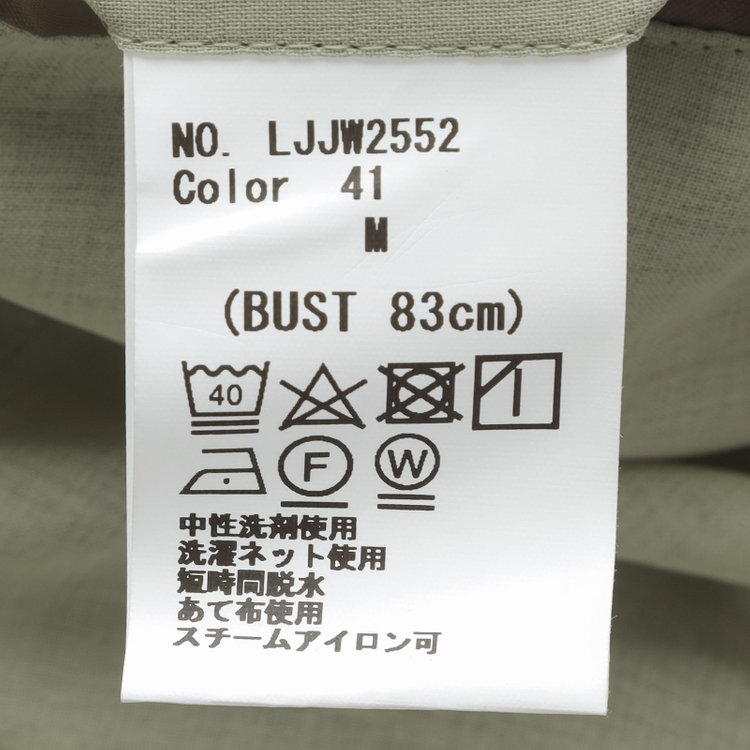 NO. LJJW2552
Color 41
M
(BUST 83cm)
40
F W
中性洗剤使用
洗濯ネット使用
短時間脱水
あて布使用
スチームアイロン可